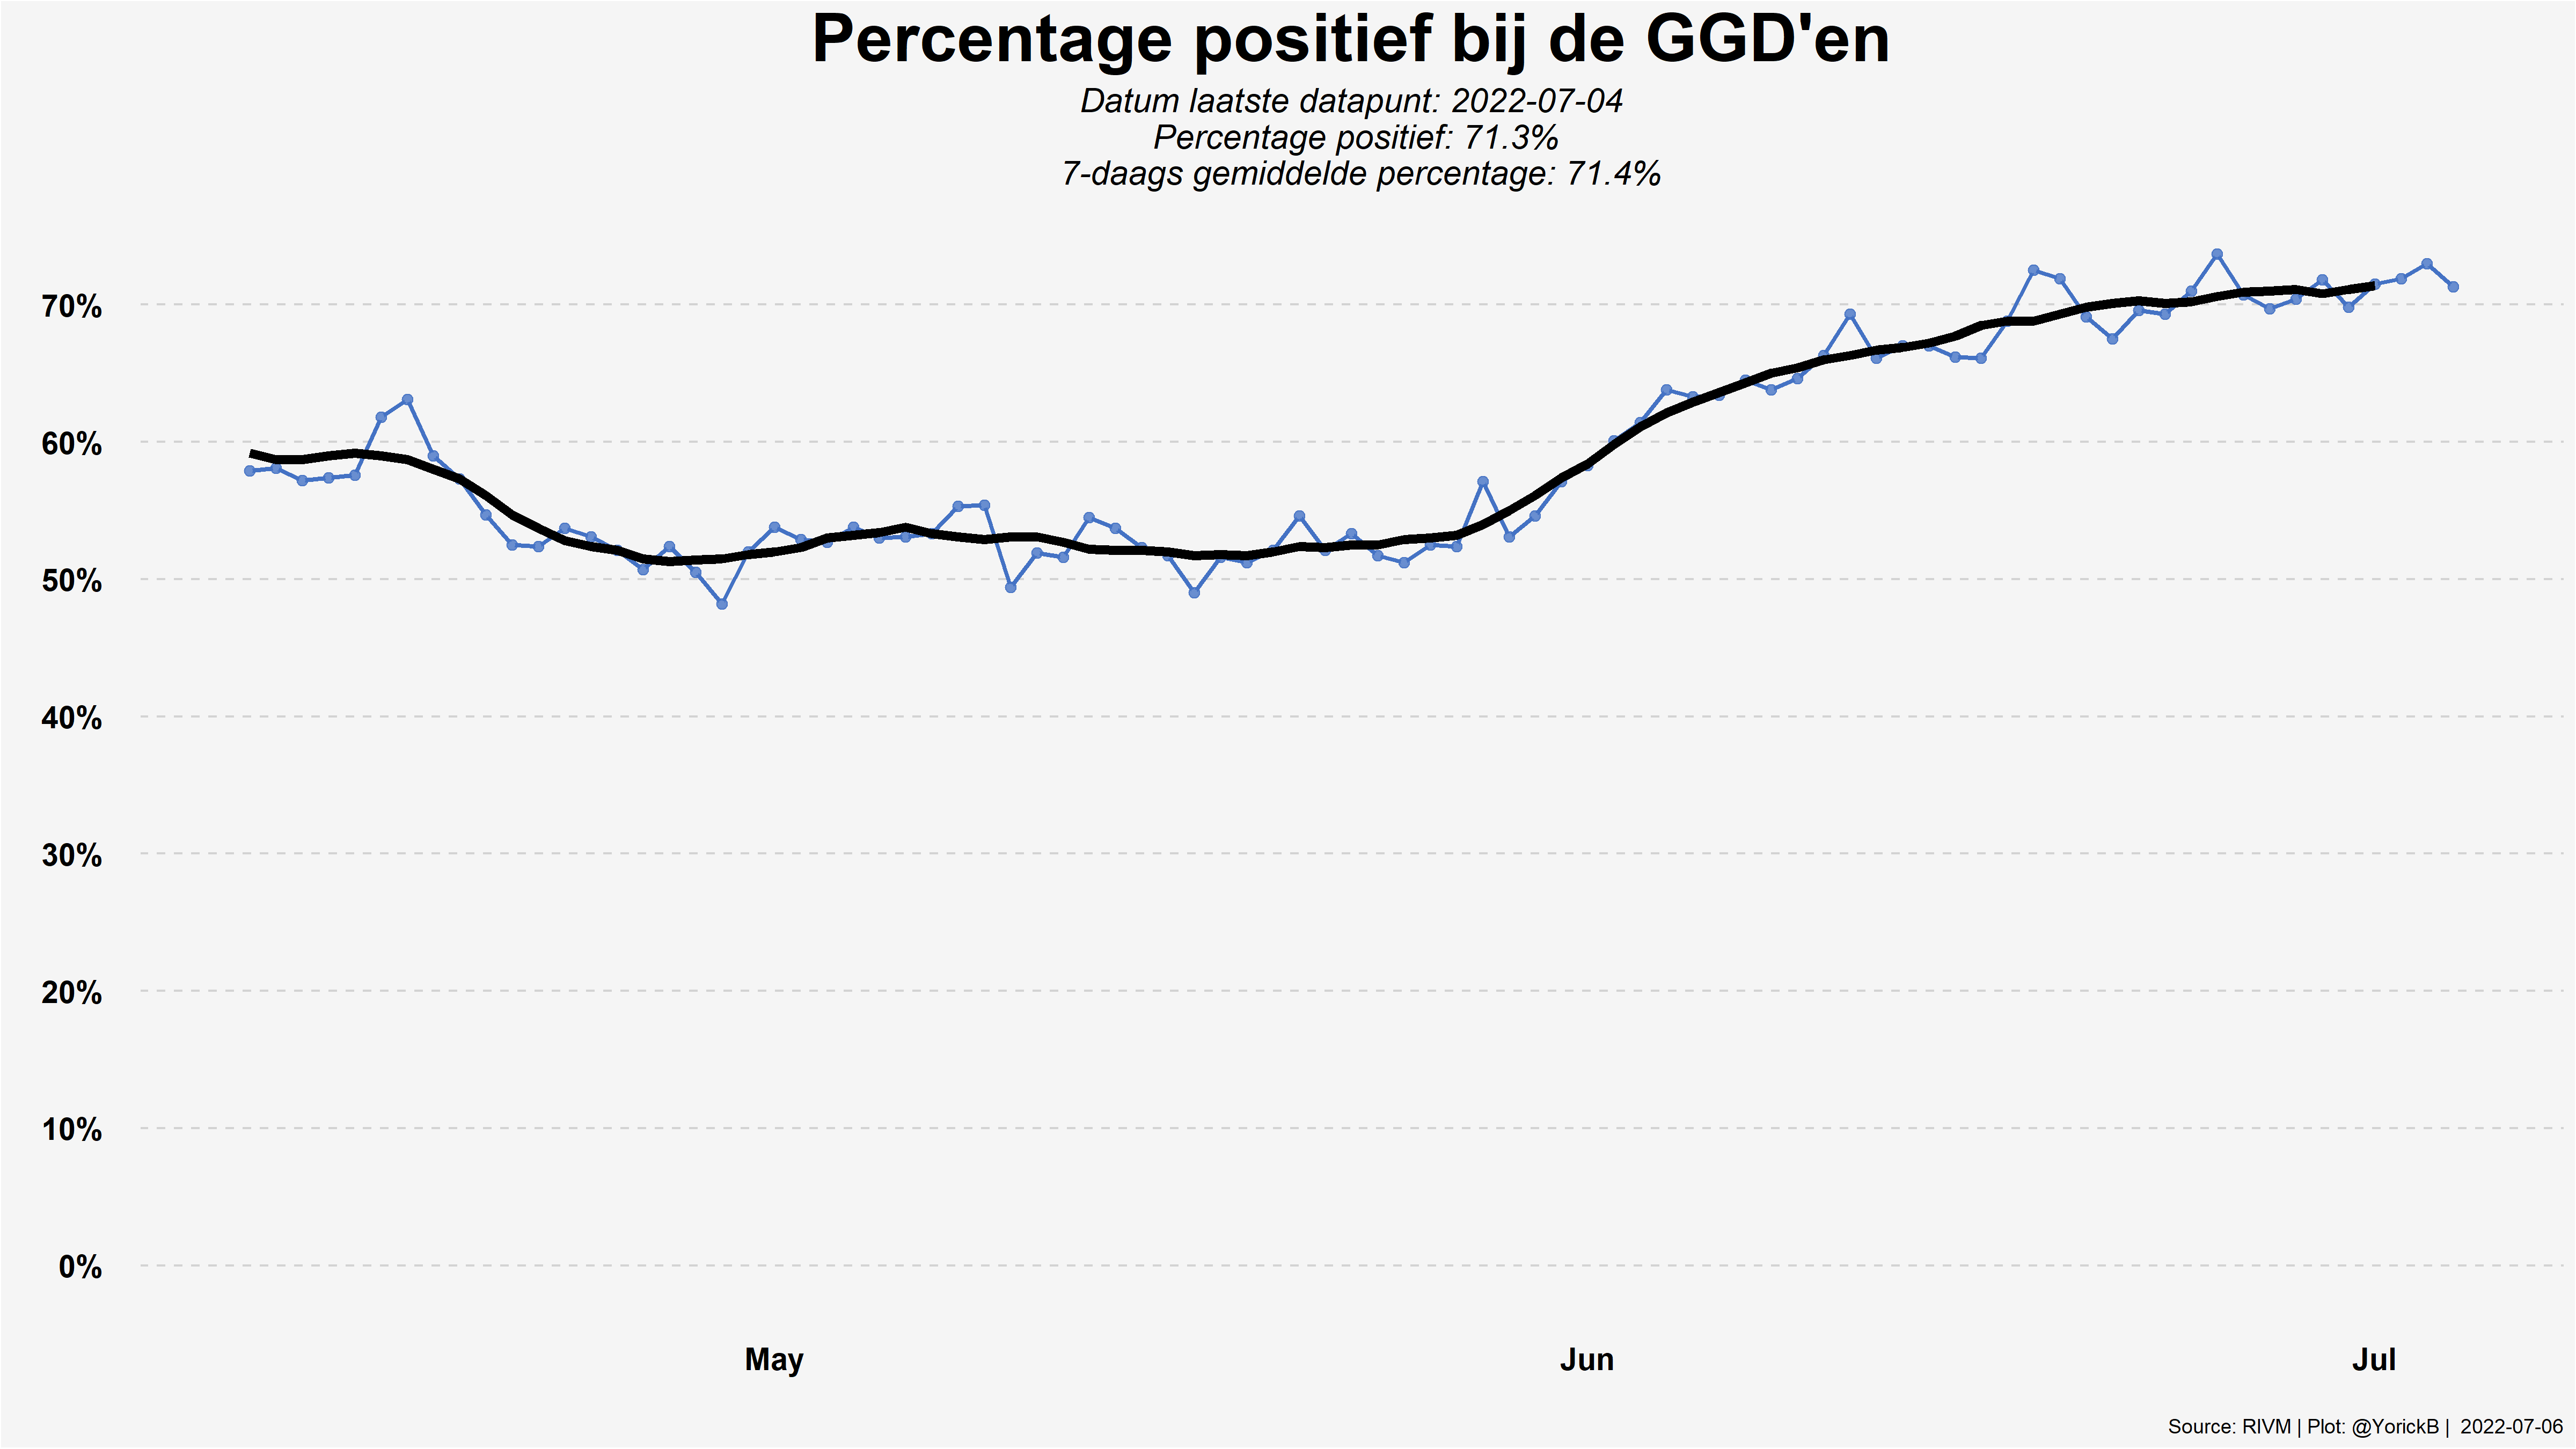 Percentage positief bij de GGD'en
Datum laatste datapunt: 2022-07-04
Percentage positief: 71.3%
7-daags gemiddelde percentage: 71.4%
70%
60%
50%
40%
30%
20%
10%
0%
May Jun Jul
Source: RIVM | Plot: @YorickB | 2022-07-06